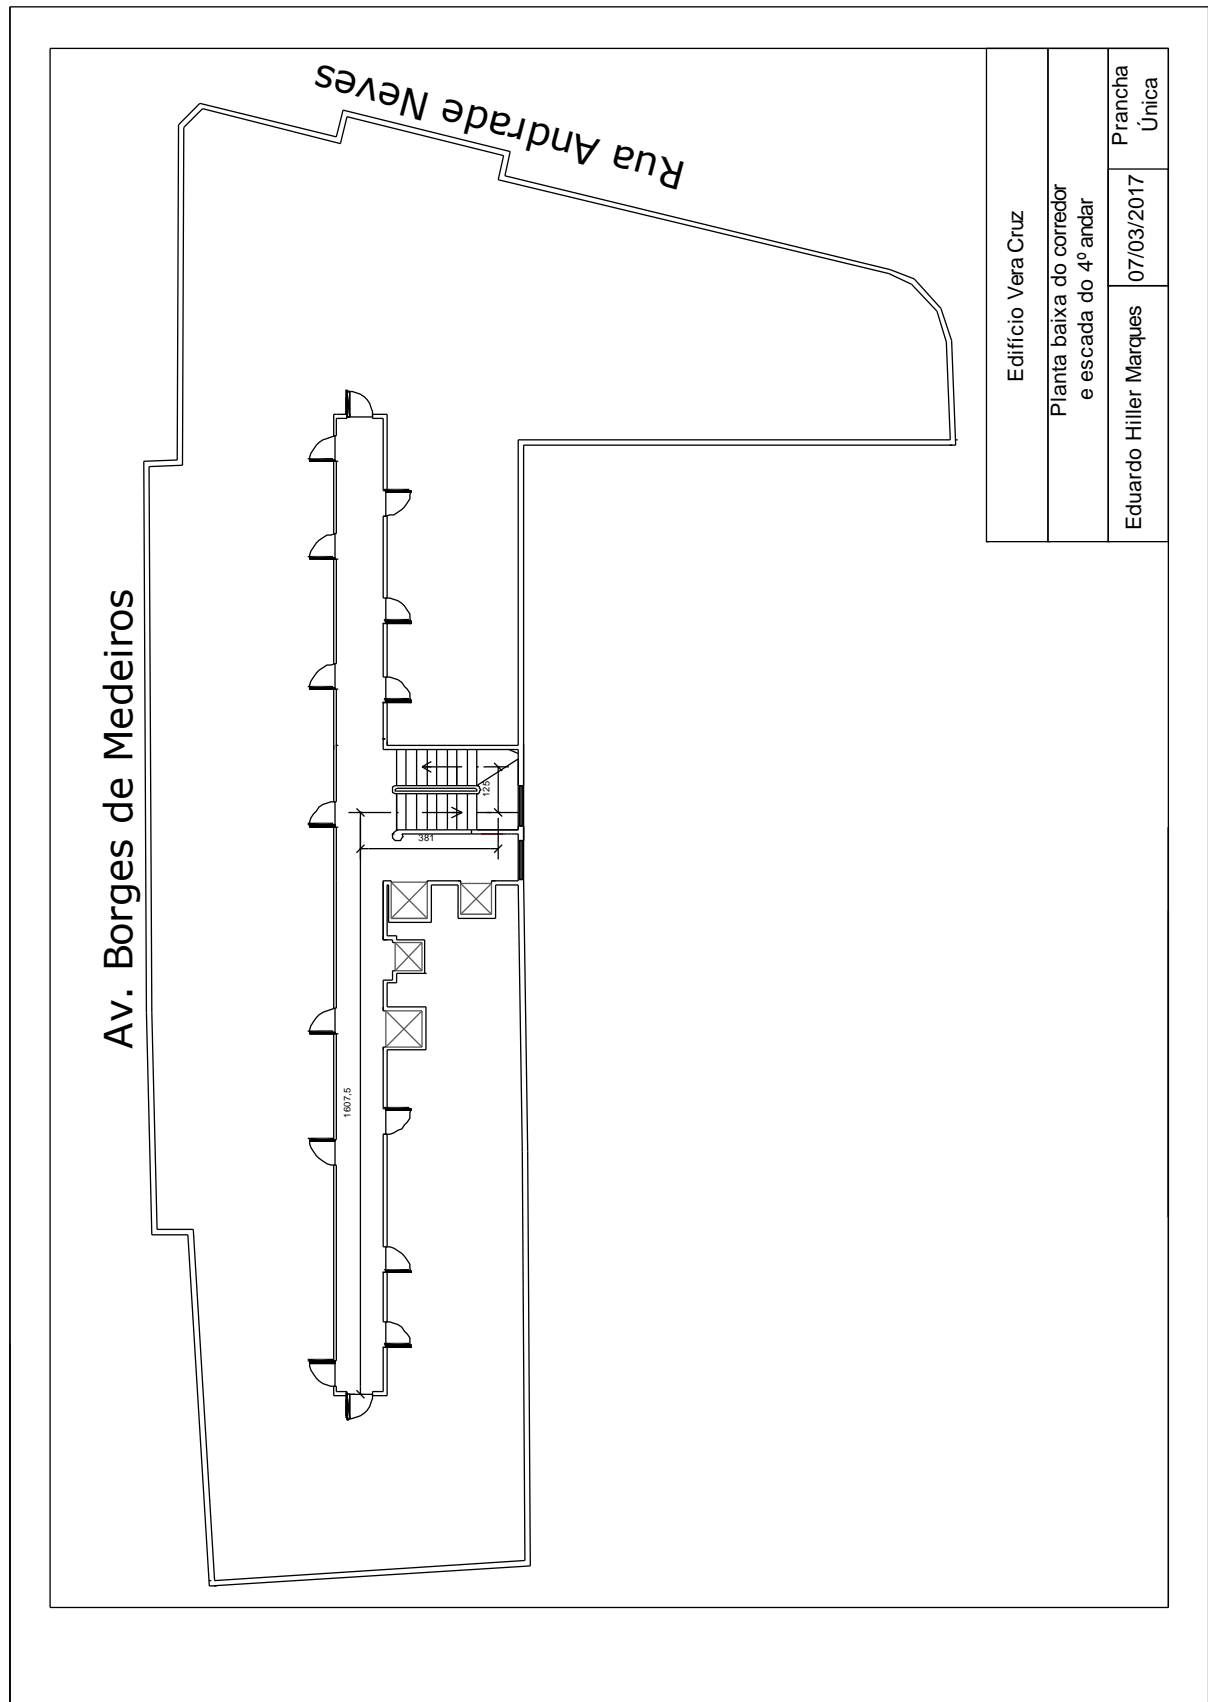 Rua Andrade Neves
Av. Borges de Medeiros
1607,5
381
125
Edifício Vera Cruz
Planta baixa do corredor
e escada do 4º andar
Eduardo Hiller Marques
07/03/2017
Prancha
Única